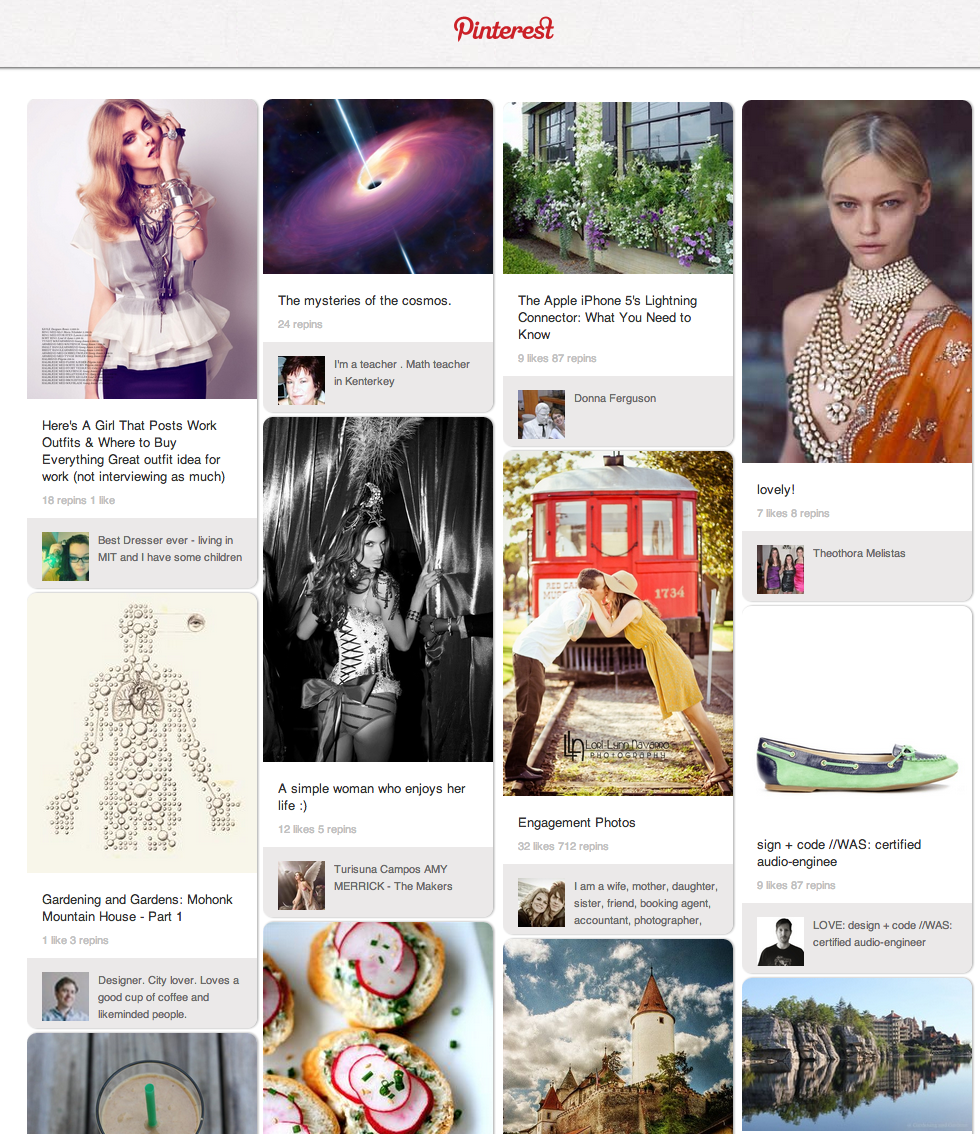 Pinterest
Here's A Girl That Posts Work
Outfits & Where to Buy
Everything Great outfit idea for
work (not interviewing as much)
18 repins 1 like
Best Dresser ever - living in
MIT and I have some children
Gardening and Gardens: Mohonk
Mountain House - Part 1
1 like 3 repins
Designer. City lover. Loves a
good cup of coffee and
likeminded people.
The mysteries of the cosmos.
24 repins
I'm a teacher . Math teacher
in Kenterkey
A simple woman who enjoys her
life :)
12 likes 5 repins
Turisuna Campos AMY
MERRICK - The Makers
The Apple iPhone 5's Lightning
Connector: What You Need to
Know
9 likes 87 repins
Donna Ferguson
RED CAR
1734
LLN Lori-Lynn Navarro
PHOTOGRAPHY
Engagement Photos
32 likes 712 repins
I am a wife, mother, daughter,
sister, friend, booking agent,
accountant, photographer,
lovely!
7 likes 8 repins
Theothora Melistas
sign + code //WAS: certified
audio-enginee
9 likes 87 repins
LOVE: design + code //WAS:
certified audio-engineer